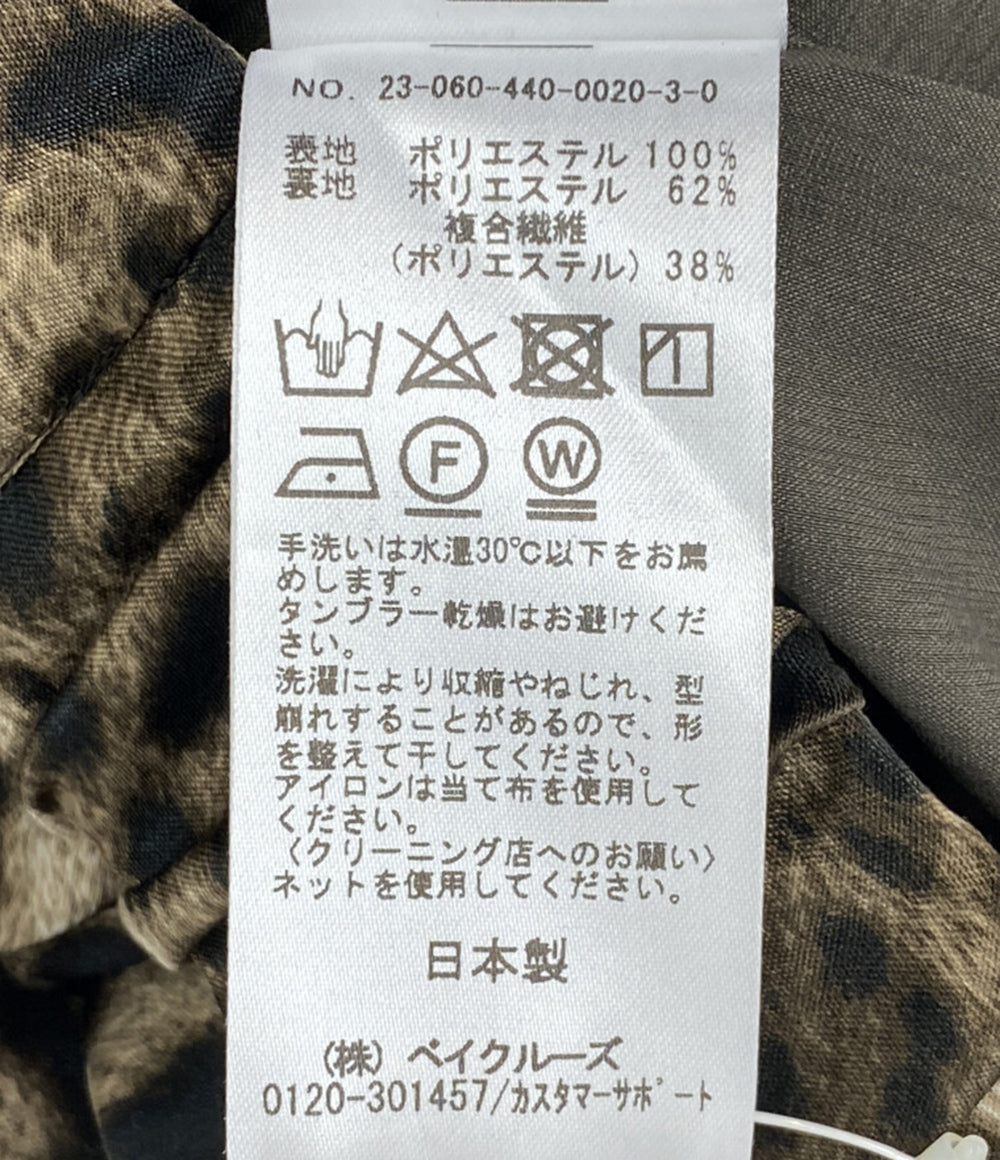 NO. 23-060-440-0020-3-0
表地 ポリエステル 100%
裏地 ポリエステル 62%
複合繊維
(ポリエステル) 38%
F W
手洗いは水温30℃以下をお薦
めします。
タンブラー乾燥はお避けくだ
さい。
洗濯により収縮やねじれ、型
崩れすることがあるので、形
を整えて干してください。
アイロンは当て布を使用して
ください。
〈クリーニング店へのお願い〉
ネットを使用してください。
日本製
(株) ベイクルーズ
0120-301457/カスタマーサポート